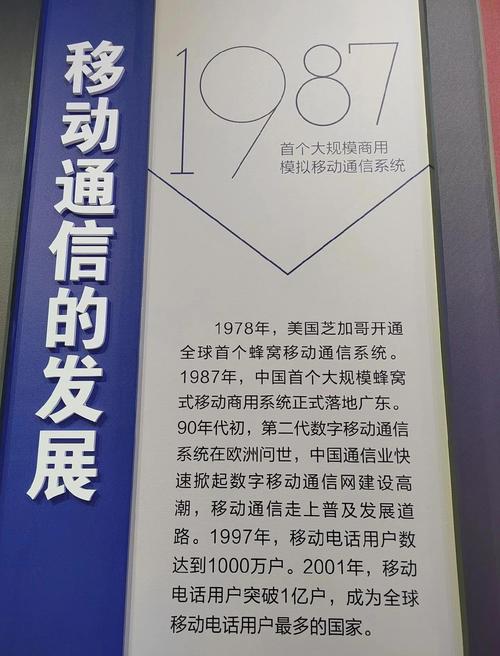 移动通信的发展
1987
首个大规模商用
模拟移动通信系统
1978年，美国芝加哥开通
全球首个蜂窝移动通信系统。
1987年，中国首个大规模蜂窝
式移动商用系统正式落地广东。
90年代初，第二代数字移动通信
系统在欧洲问世，中国通信业快
速掀起数字移动通信网建设高
潮，移动通信走上普及发展道
路。1997年，移动电话用户数
达到1000万户。2001年，移动
电话用户突破1亿户，成为全球
移动电话用户最多的国家。